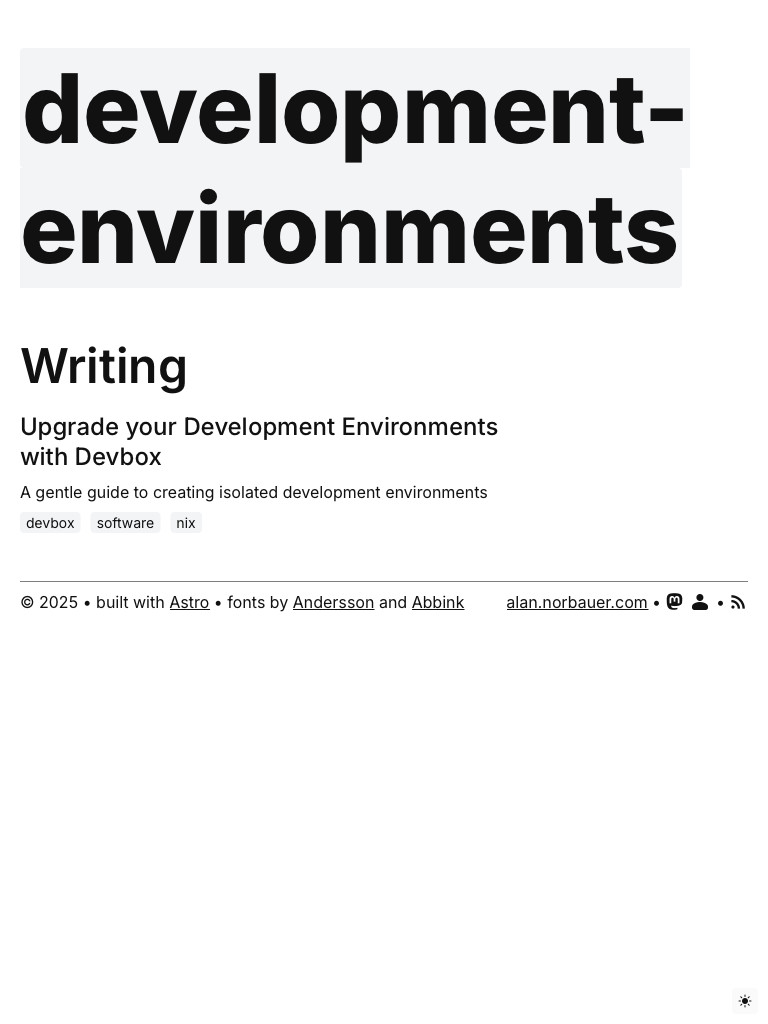 development-
environments
Writing
Upgrade your Development Environments
with Devbox
A gentle guide to creating isolated development environments
devbox software nix
© 2025 • built with Astro • fonts by Andersson and Abbink alan.norbauer.com • •